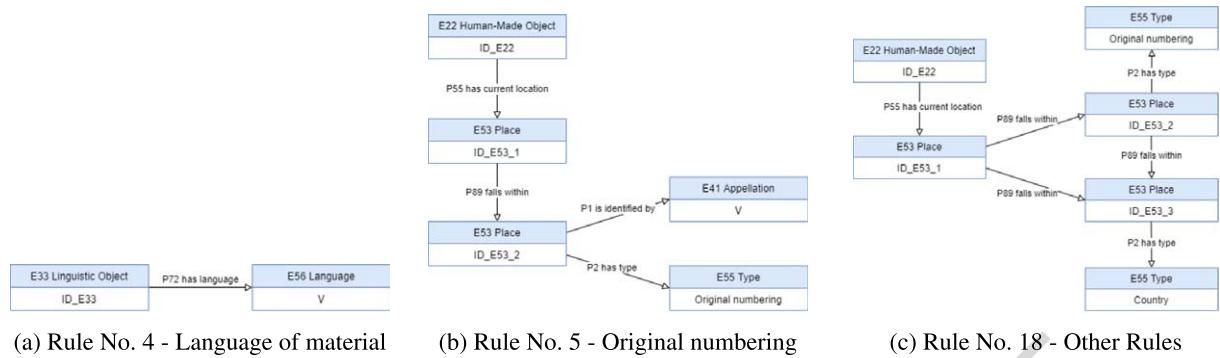 E33 Linguistic Object
ID_E33
P72 has language
E56 Language
V
(a) Rule No. 4 - Language of material
E22 Human-Made Object
ID_E22
P55 has current location
E53 Place
ID_E53_1
P89 falls within
E53 Place
ID_E53_2
P1 is identified by
E41 Appellation
V
P2 has type
E55 Type
Original numbering
(b) Rule No. 5 - Original numbering
E22 Human-Made Object
ID_E22
P55 has current location
E53 Place
ID_E53_1
P89 falls within
P89 falls within
E55 Type
Original numbering
P2 has type
E53 Place
ID_E53_2
P89 falls within
E53 Place
ID_E53_3
P2 has type
E55 Type
Country
(c) Rule No. 18 - Other Rules